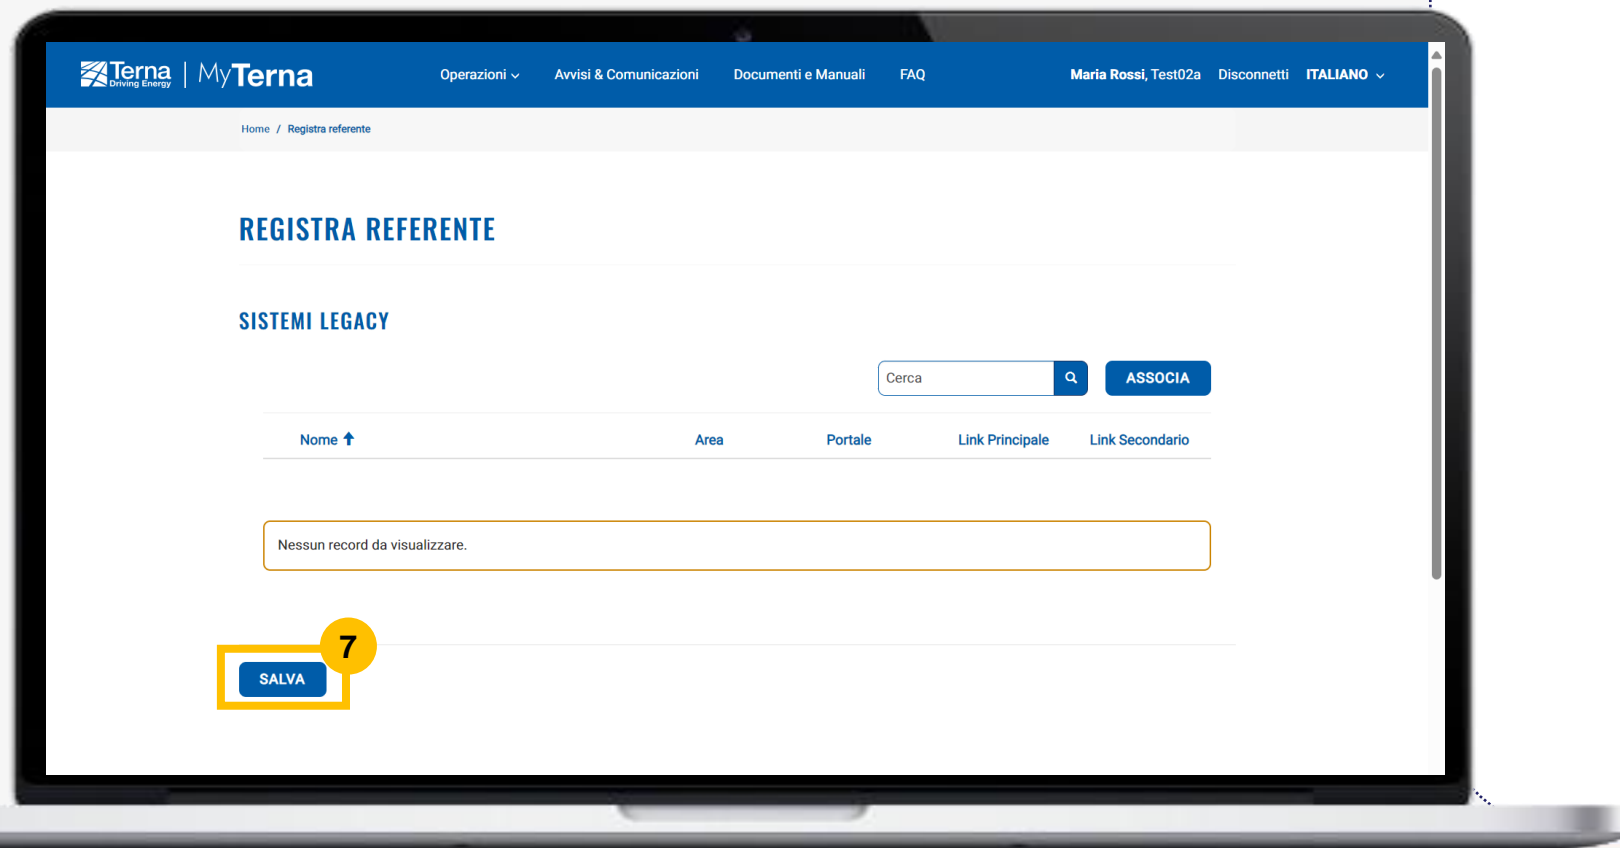 Terna
Driving Energy
MyTerna
Operazioni
Avvisi & Comunicazioni
Documenti e Manuali
FAQ
Maria Rossi, Test02a
Disconnetti
ITALIANO
Home / Registra referente
REGISTRA REFERENTE
SISTEMI LEGACY
Cerca
ASSOCIA
Nome
Area
Portale
Link Principale
Link Secondario
Nessun record da visualizzare.
7
SALVA